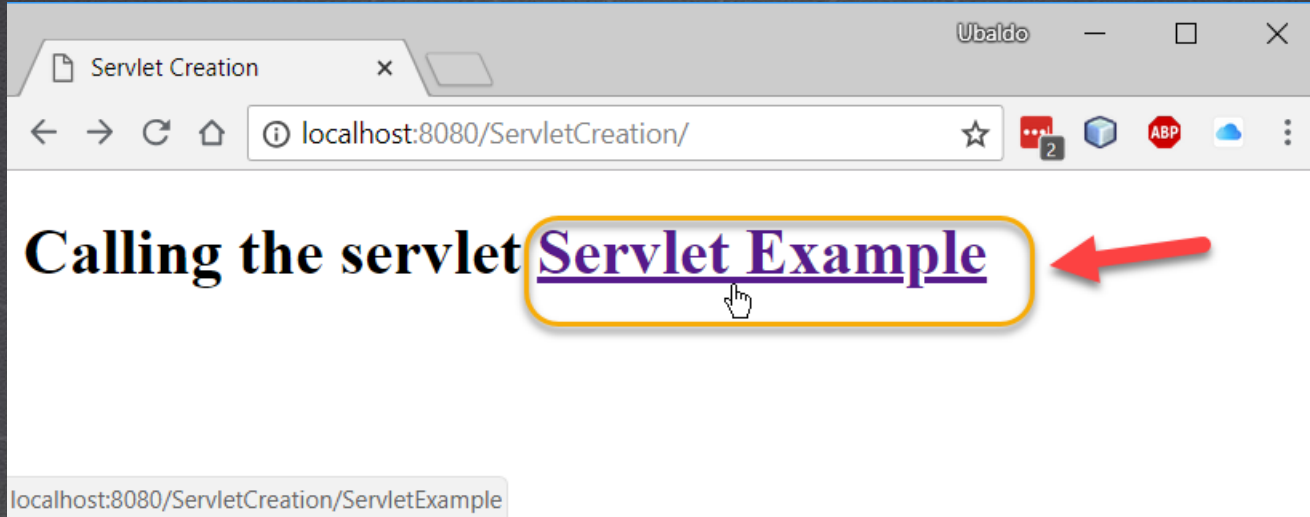 Ubaldo
Servlet Creation
localhost:8080/ServletCreation/
2
ABP
Calling the servlet Servlet Example
localhost:8080/ServletCreation/ServletExample